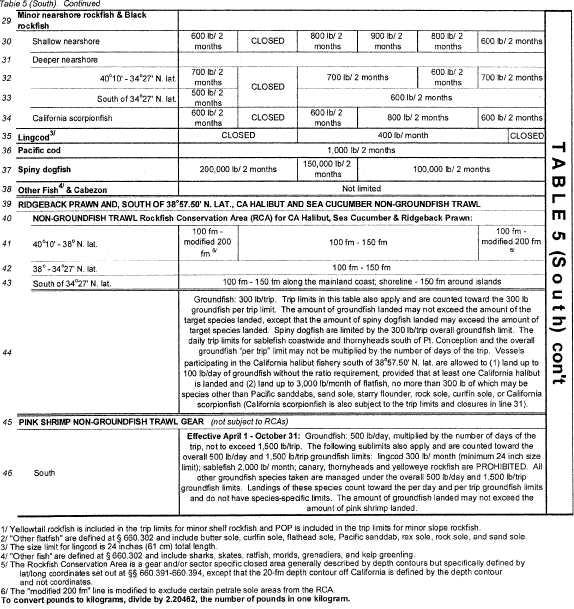 Table 5 (South). Continued
29 Minor nearshore rockfish & Black
rockfish
30 Shallow nearshore 600 lb/ 2 months CLOSED 800 lb/ 2 months 900 lb/ 2 months 800 lb/ 2 months 600 lb/ 2 months
31 Deeper nearshore
32 40°10' - 34°27' N. lat. 700 lb/ 2 months CLOSED 700 lb/ 2 months 600 lb/ 2 months 700 lb/ 2 months
33 South of 34°27' N. lat. 500 lb/ 2 months 600 lb/ 2 months
34 California scorpionfish 600 lb/ 2 months CLOSED 600 lb/ 2 months 800 lb/ 2 months 600 lb/ 2 months
35 Lingcod3/ CLOSED 400 lb/month CLOSED
36 Pacific cod 1,000 lb/ 2 months
37 Spiny dogfish 200,000 lb/ 2 months 150,000 lb/ 2 months 100,000 lb/ 2 months
38 Other Fish4/ & Cabezon Not limited
39 RIDGEBACK PRAWN AND, SOUTH OF 38°57.50' N. LAT., CA HALIBUT AND SEA CUCUMBER NON-GROUNDFISH TRAWL
40 NON-GROUNDFISH TRAWL Rockfish Conservation Area (RCA) for CA Halibut, Sea Cucumber & Ridgeback Prawn:
41 40°10' - 38° N. lat. 100 fm - modified 200 fm 6/ 100 fm - 150 fm 100 fm - modified 200 fm 6/
42 38° - 34°27' N. lat. 100 fm - 150 fm
43 South of 34°27' N. lat. 100 fm - 150 fm along the mainland coast; shoreline - 150 fm around islands
44
Groundfish: 300 lb/trip. Trip limits in this table also apply and are counted toward the 300 lb
groundfish per trip limit. The amount of groundfish landed may not exceed the amount of the
target species landed, except that the amount of spiny dogfish landed may exceed the amount of
target species landed. Spiny dogfish are limited by the 300 lb/trip overall groundfish limit. The
daily trip limits for sablefish coastwide and thornyheads south of Pt. Conception and the overall
groundfish "per trip" limit may not be multiplied by the number of days of the trip. Vessels
participating in the California halibut fishery south of 38°57.50' N. lat. are allowed to (1) land up to
100 lb/day of groundfish without the ratio requirement, provided that at least one California halibut
is landed and (2) land up to 3,000 lb/month of flatfish, no more than 300 lb of which may be
species other than Pacific sanddabs, sand sole, starry flounder, rock sole, curlfin sole, or California
scorpionfish (California scorpionfish is also subject to the trip limits and closures in line 31).
45 PINK SHRIMP NON-GROUNDFISH TRAWL GEAR (not subject to RCAs)
46 South
Effective April 1 - October 31: Groundfish: 500 lb/day, multiplied by the number of days of the
trip, not to exceed 1,500 lb/trip. The following sublimits also apply and are counted toward the
overall 500 lb/day and 1,500 lb/trip groundfish limits: lingcod 300 lb/ month (minimum 24 inch size
limit); sablefish 2,000 lb/ month; canary, thornyheads and yelloweye rockfish are PROHIBITED. All
other groundfish species taken are managed under the overall 500 lb/day and 1,500 lb/trip
groundfish limits. Landings of these species count toward the per day and per trip groundfish limits
and do not have species-specific limits. The amount of groundfish landed may not exceed the
amount of pink shrimp landed.
TABLE 5 (South) con't
1/ Yellowtail rockfish is included in the trip limits for minor shelf rockfish and POP is included in the trip limits for minor slope rockfish.
2/ "Other flatfish" are defined at § 660.302 and include butter sole, curlfin sole, flathead sole, Pacific sanddab, rex sole, rock sole, and sand sole.
3/ The size limit for lingcod is 24 inches (61 cm) total length.
4/ "Other fish" are defined at § 660.302 and include sharks, skates, ratfish, morids, grenadiers, and kelp greenling.
5/ The Rockfish Conservation Area is a gear and/or sector specific closed area generally described by depth contours but specifically defined by
lat/long coordinates set out at §§ 660.391-660.394, except that the 20-fm depth contour off California is defined by the depth contour
and not coordinates.
6/ The "modified 200 fm" line is modified to exclude certain petrale sole areas from the RCA.
To convert pounds to kilograms, divide by 2.20462, the number of pounds in one kilogram.